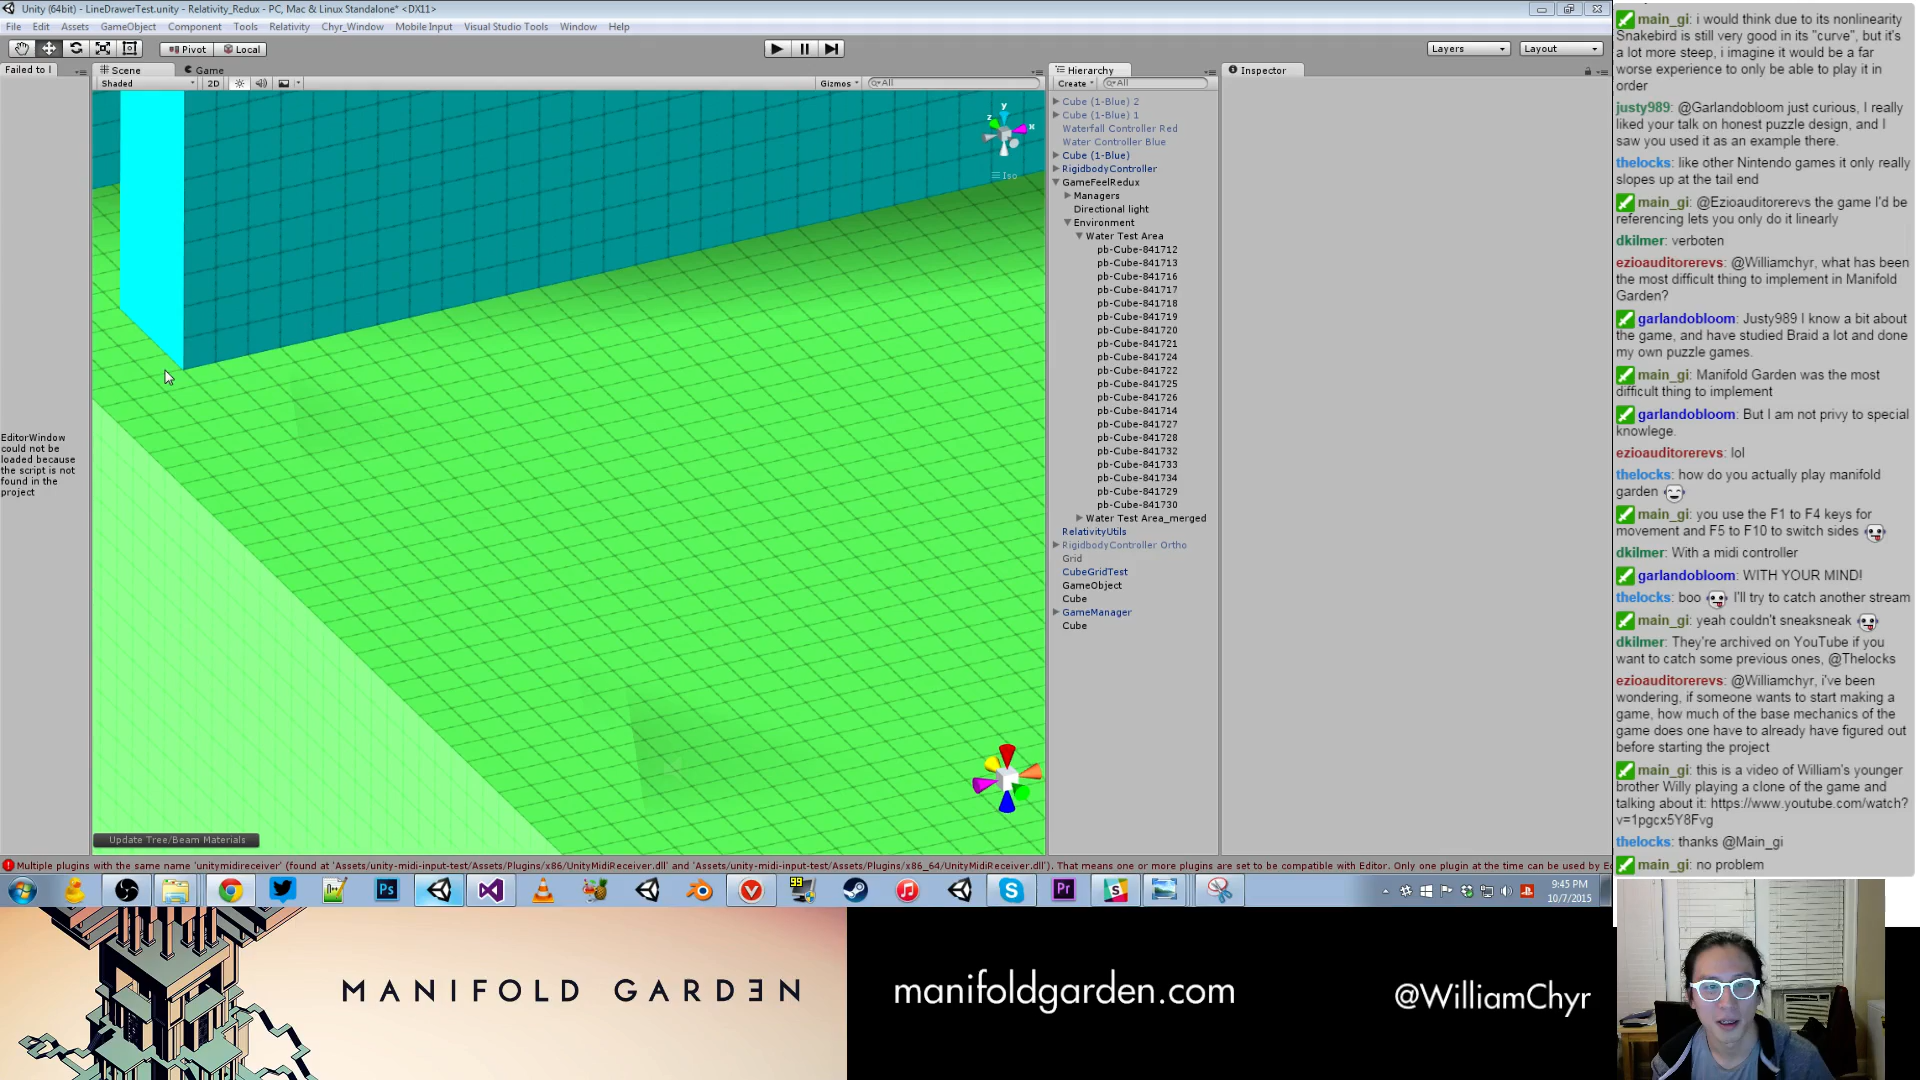 Unity (64bit) - LineDrawerTest.unity - Relativity_Redux - PC, Mac & Linux Standalone* <DX11>
File Edit Assets GameObject Component Tools Relativity Chyr_Window Mobile Input Visual Studio Tools Window Help
Pivot Local Layers Layout
Failed to l Scene Game Hierarchy Inspector
Shaded 2D Gizmos All Create All
EditorWindow
could not be
loaded because
the script is not
found in the
project
y
z
x
Iso
Update Tree/Beam Materials
Cube (1-Blue) 2
Cube (1-Blue) 1
Waterfall Controller Red
Water Controller Blue
Cube (1-Blue)
RigidbodyController
GameFeelRedux
Managers
Directional light
Environment
Water Test Area
pb-Cube-841712
pb-Cube-841713
pb-Cube-841716
pb-Cube-841717
pb-Cube-841718
pb-Cube-841719
pb-Cube-841720
pb-Cube-841721
pb-Cube-841724
pb-Cube-841722
pb-Cube-841725
pb-Cube-841726
pb-Cube-841714
pb-Cube-841727
pb-Cube-841728
pb-Cube-841732
pb-Cube-841733
pb-Cube-841734
pb-Cube-841729
pb-Cube-841730
Water Test Area_merged
RelativityUtils
RigidbodyController Ortho
Grid
CubeGridTest
GameObject
Cube
GameManager
Cube
Multiple plugins with the same name 'unitymidireceiver' (found at 'Assets/unity-midi-input-test/Assets/Plugins/x86/UnityMidiReceiver.dll' and 'Assets/unity-midi-input-test/Assets/Plugins/x86_64/UnityMidiReceiver.dll'). That means one or more plugins are set to be compatible with Editor. Only one plugin at the time can be used by Ed
99
Ps
Pr
9:45 PM
10/7/2015
main_gi: i would think due to its nonlinearity
Snakebird is still very good in its "curve", but it's
a lot more steep, i imagine it would be a far
worse experience to only be able to play it in
order
justy989: @Garlandobloom just curious, I really
liked your talk on honest puzzle design, and I
saw you used it as an example there.
thelocks: like other Nintendo games it only really
slopes up at the tail end
main_gi: @Ezioauditorerevs the game I'd be
referencing lets you only do it linearly
dkilmer: verboten
ezioauditorerevs: @Williamchyr, what has been
the most difficult thing to implement in Manifold
Garden?
garlandobloom: Justy989 I know a bit about
the game, and have studied Braid a lot and done
my own puzzle games.
main_gi: Manifold Garden was the most
difficult thing to implement
garlandobloom: But I am not privy to special
knowlege.
ezioauditorerevs: lol
thelocks: how do you actually play manifold
garden
main_gi: you use the F1 to F4 keys for
movement and F5 to F10 to switch sides
dkilmer: With a midi controller
garlandobloom: WITH YOUR MIND!
thelocks: boo I'll try to catch another stream
main_gi: yeah couldn't sneaksneak
dkilmer: They're archived on YouTube if you
want to catch some previous ones, @Thelocks
ezioauditorerevs: @Williamchyr, i've been
wondering, if someone wants to start making a
game, how much of the base mechanics of the
game does one have to already have figured out
before starting the project
main_gi: this is a video of William's younger
brother Willy playing a clone of the game and
talking about it: https://www.youtube.com/watch?
v=1pgcx5Y8Fvg
thelocks: thanks @Main_gi
main_gi: no problem
MANIFOLD GARDƎN
manifoldgarden.com
@WilliamChyr